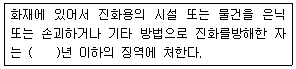 화재에 있어서 진화용의 시설 또는 물건을 은닉
또는 손괴하거나 기타 방법으로 진화를방해한 자
는 (    )년 이하의 징역에 처한다.